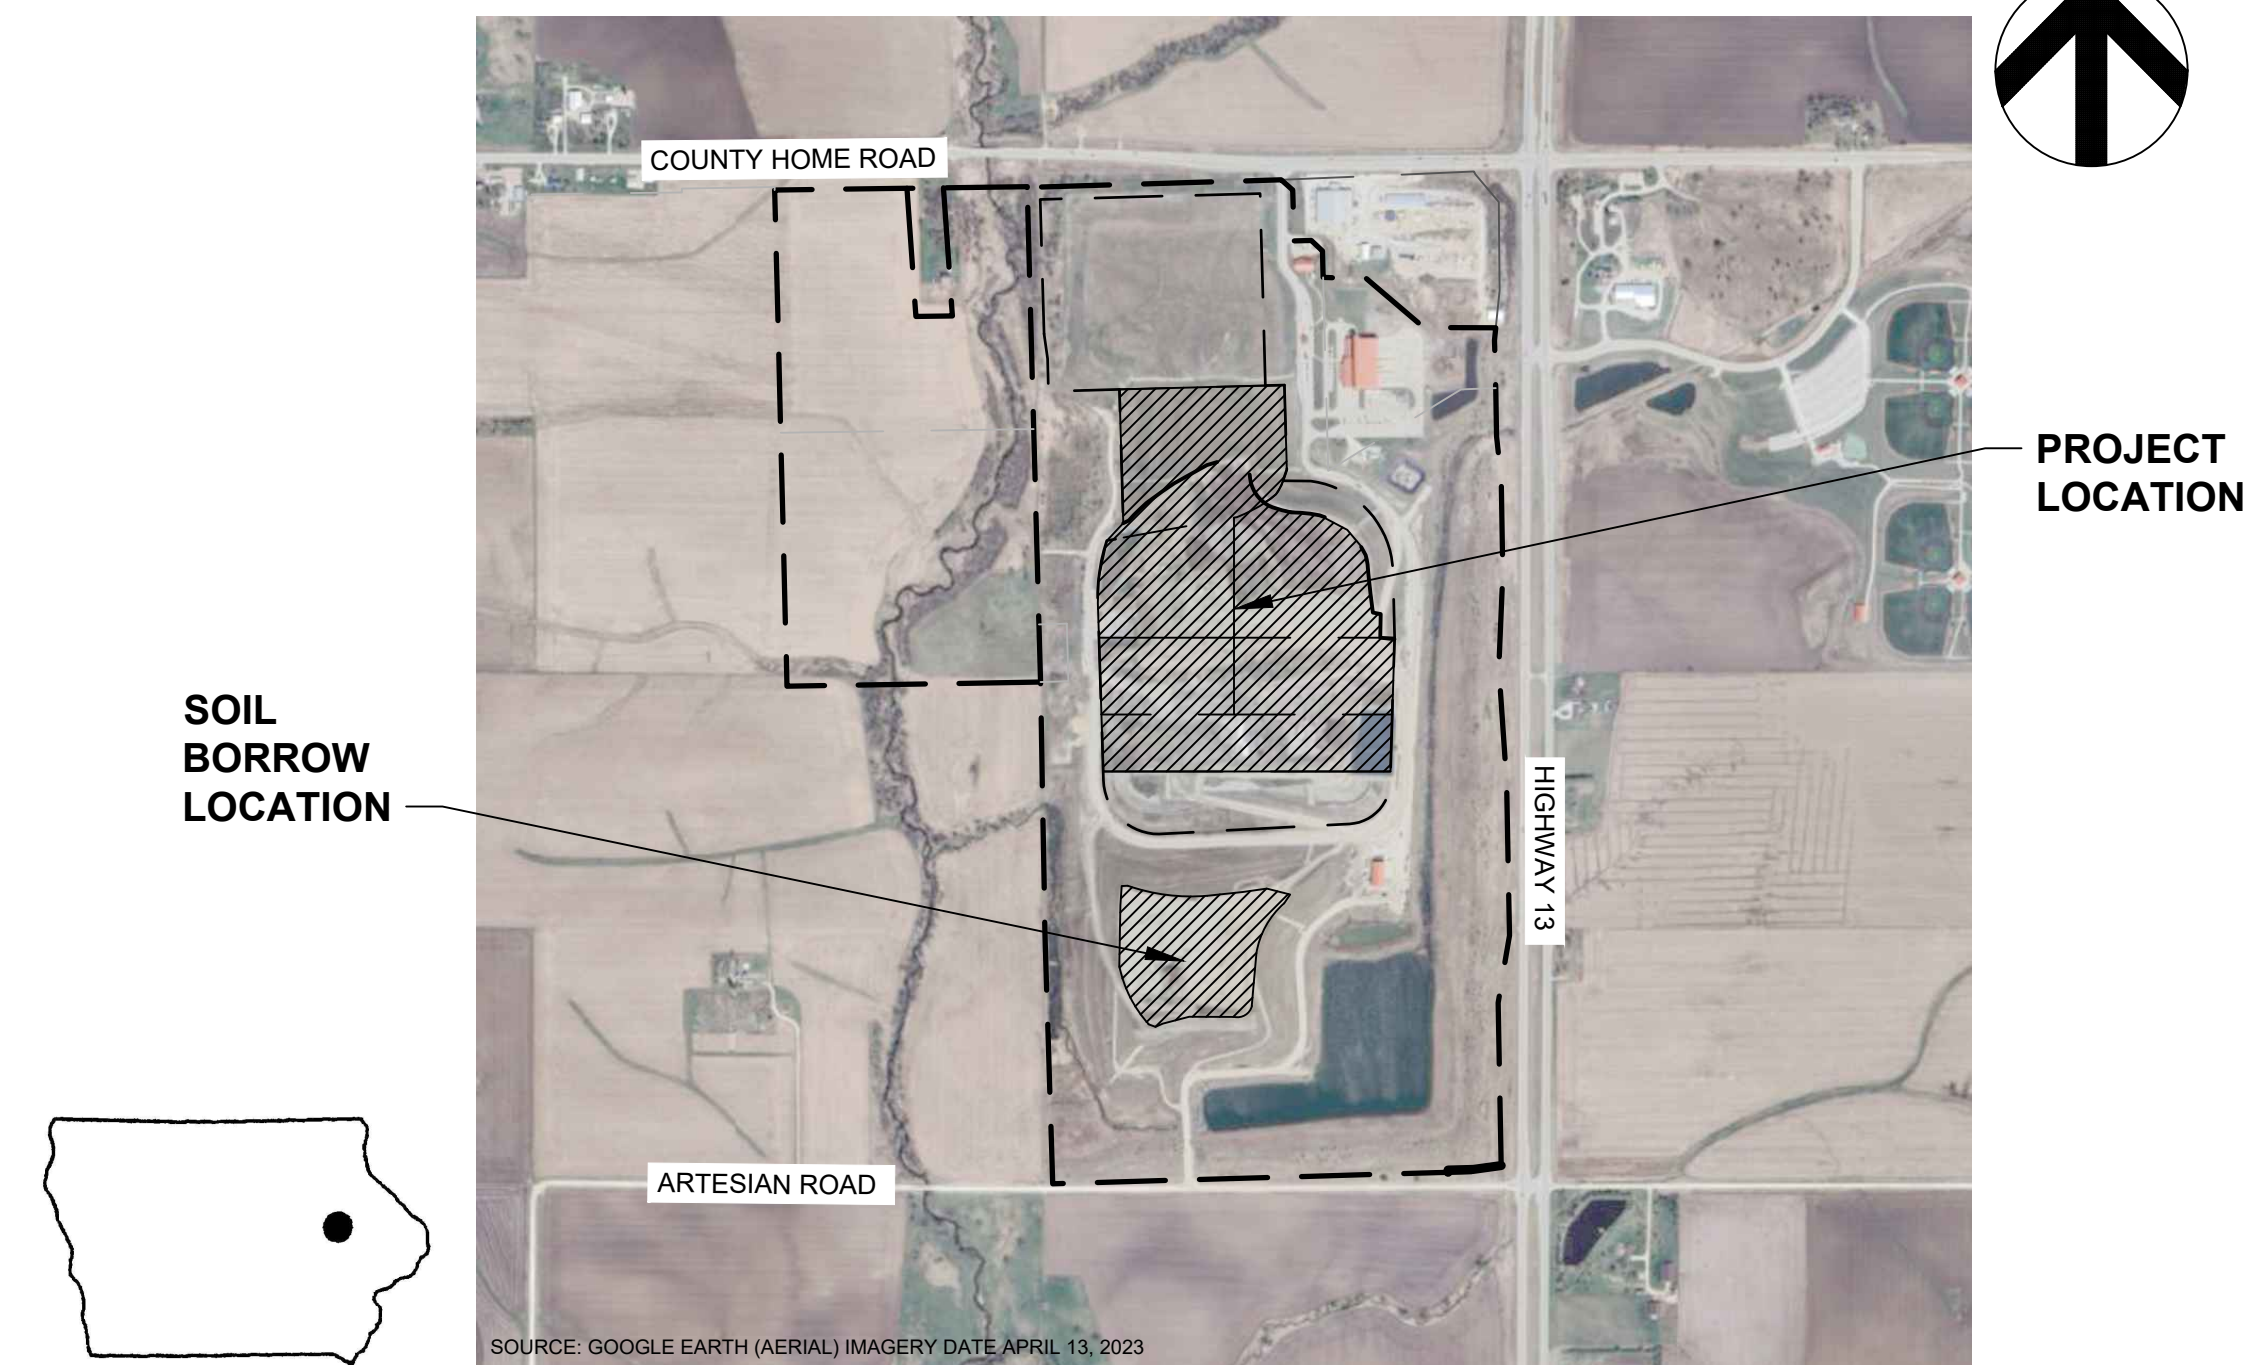 COUNTY HOME ROAD
PROJECT
LOCATION
SOIL
BORROW
LOCATION
HIGHWAY 13
ARTESIAN ROAD
SOURCE: GOOGLE EARTH (AERIAL) IMAGERY DATE APRIL 13, 2023